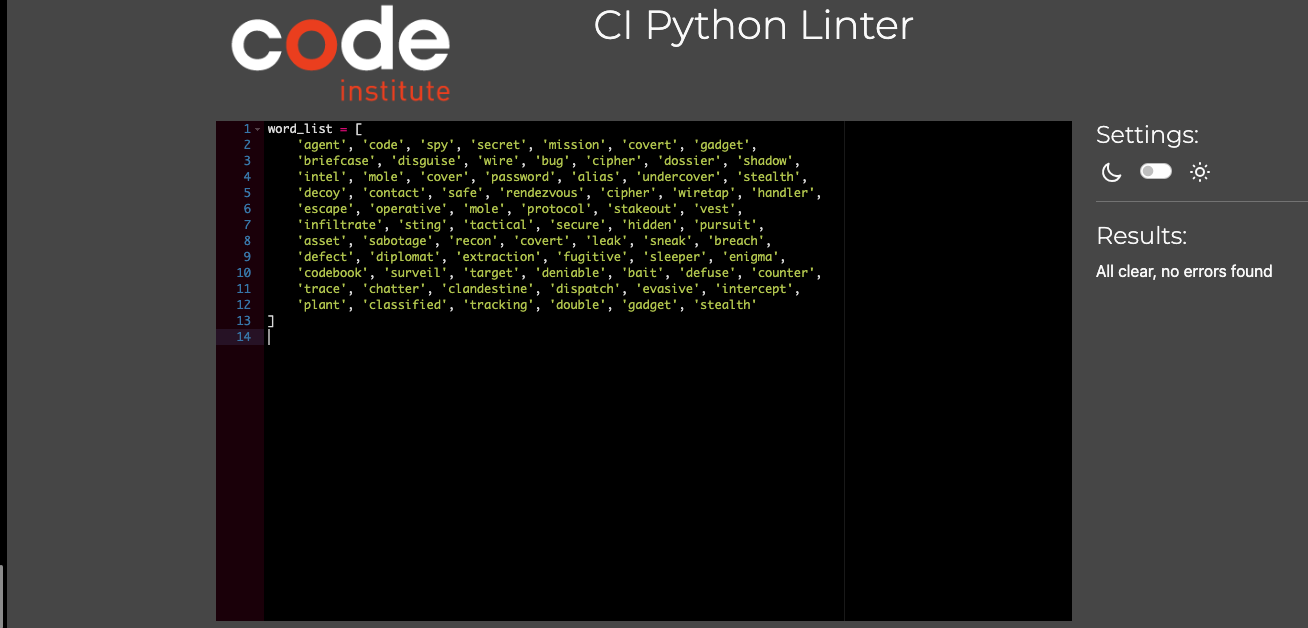 code
institute
CI Python Linter
1 word_list = [
2     'agent', 'code', 'spy', 'secret', 'mission', 'covert', 'gadget',
3     'briefcase', 'disguise', 'wire', 'bug', 'cipher', 'dossier', 'shadow',
4     'intel', 'mole', 'cover', 'password', 'alias', 'undercover', 'stealth',
5     'decoy', 'contact', 'safe', 'rendezvous', 'cipher', 'wiretap', 'handler',
6     'escape', 'operative', 'mole', 'protocol', 'stakeout', 'vest',
7     'infiltrate', 'sting', 'tactical', 'secure', 'hidden', 'pursuit',
8     'asset', 'sabotage', 'recon', 'covert', 'leak', 'sneak', 'breach',
9     'defect', 'diplomat', 'extraction', 'fugitive', 'sleeper', 'enigma',
10     'codebook', 'surveil', 'target', 'deniable', 'bait', 'defuse', 'counter',
11     'trace', 'chatter', 'clandestine', 'dispatch', 'evasive', 'intercept',
12     'plant', 'classified', 'tracking', 'double', 'gadget', 'stealth'
13 ]
14
Settings:
Results:
All clear, no errors found